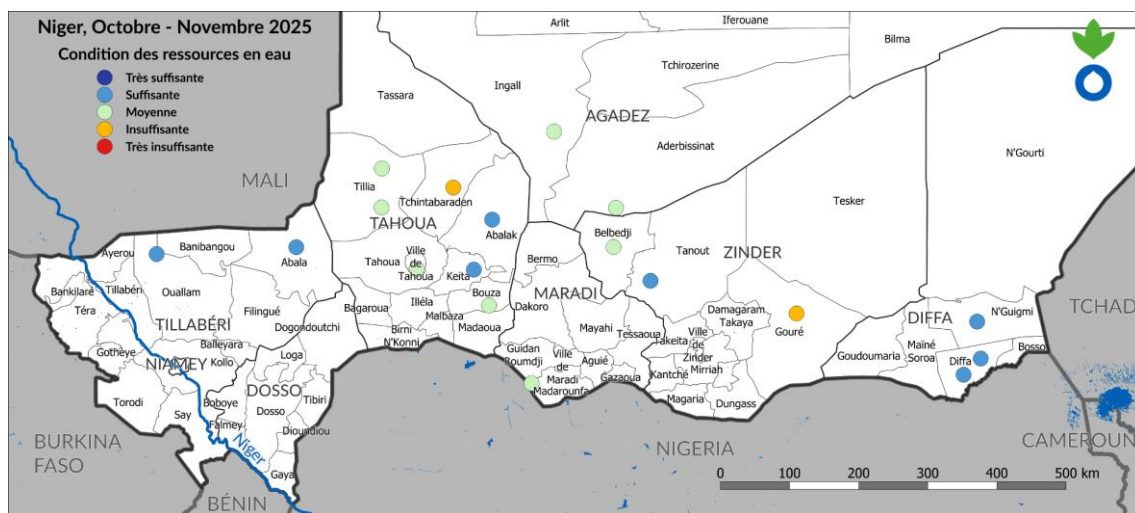 Niger, Octobre - Novembre 2025
Condition des ressources en eau
Très suffisante
Suffisante
Moyenne
Insuffisante
Très insuffisante
Arlit
Iferouane
Bilma
Tchirozerine
Ingall
Tassara
AGADEZ
Aderbissinat
N'Gourti
MALI
Tillia
Tchintabaraden
Tesker
TAHOUA
Abalak
Belbedji
Tanout
ZINDER
Ayerou
Banibangou
Abala
Tahoua
Ville
de
Tahoua
Keita
Bermo
Bankilaré
Tillabéri
Ouallam
Téra
Filingué
Bagaroua
Illéla
Bouza
Malbaza
Dakoro
MARADI
Damagaram
Takaya
Gouré
DIFFA
N'Guigmi
TCHAD
TILLABÉRI
Dogondoutchi
Birni
N'Konni
Madaoua
Mayahi
Tessaoua
Takeita
Ville
de
Zinder
Mirriah
Goudoumaria
Maïné
Soroa
Diffa
Bosso
Gothèye
Balleyara
NIAMEY
Kollo
Loga
Guidan
Roumdji
Ville
de
Maradi
Aguié
Gazaoua
Madarounfa
Kantché
Magaria
Dungass
Torodi
Say
Boboye
DOSSO
Tibiri
Dosso
Falmey
Dioundiou
Gaya
Niger
BURKINA
FASO
BÉNIN
NIGERIA
CAMEROUN
0 100 200 300 400 500 km